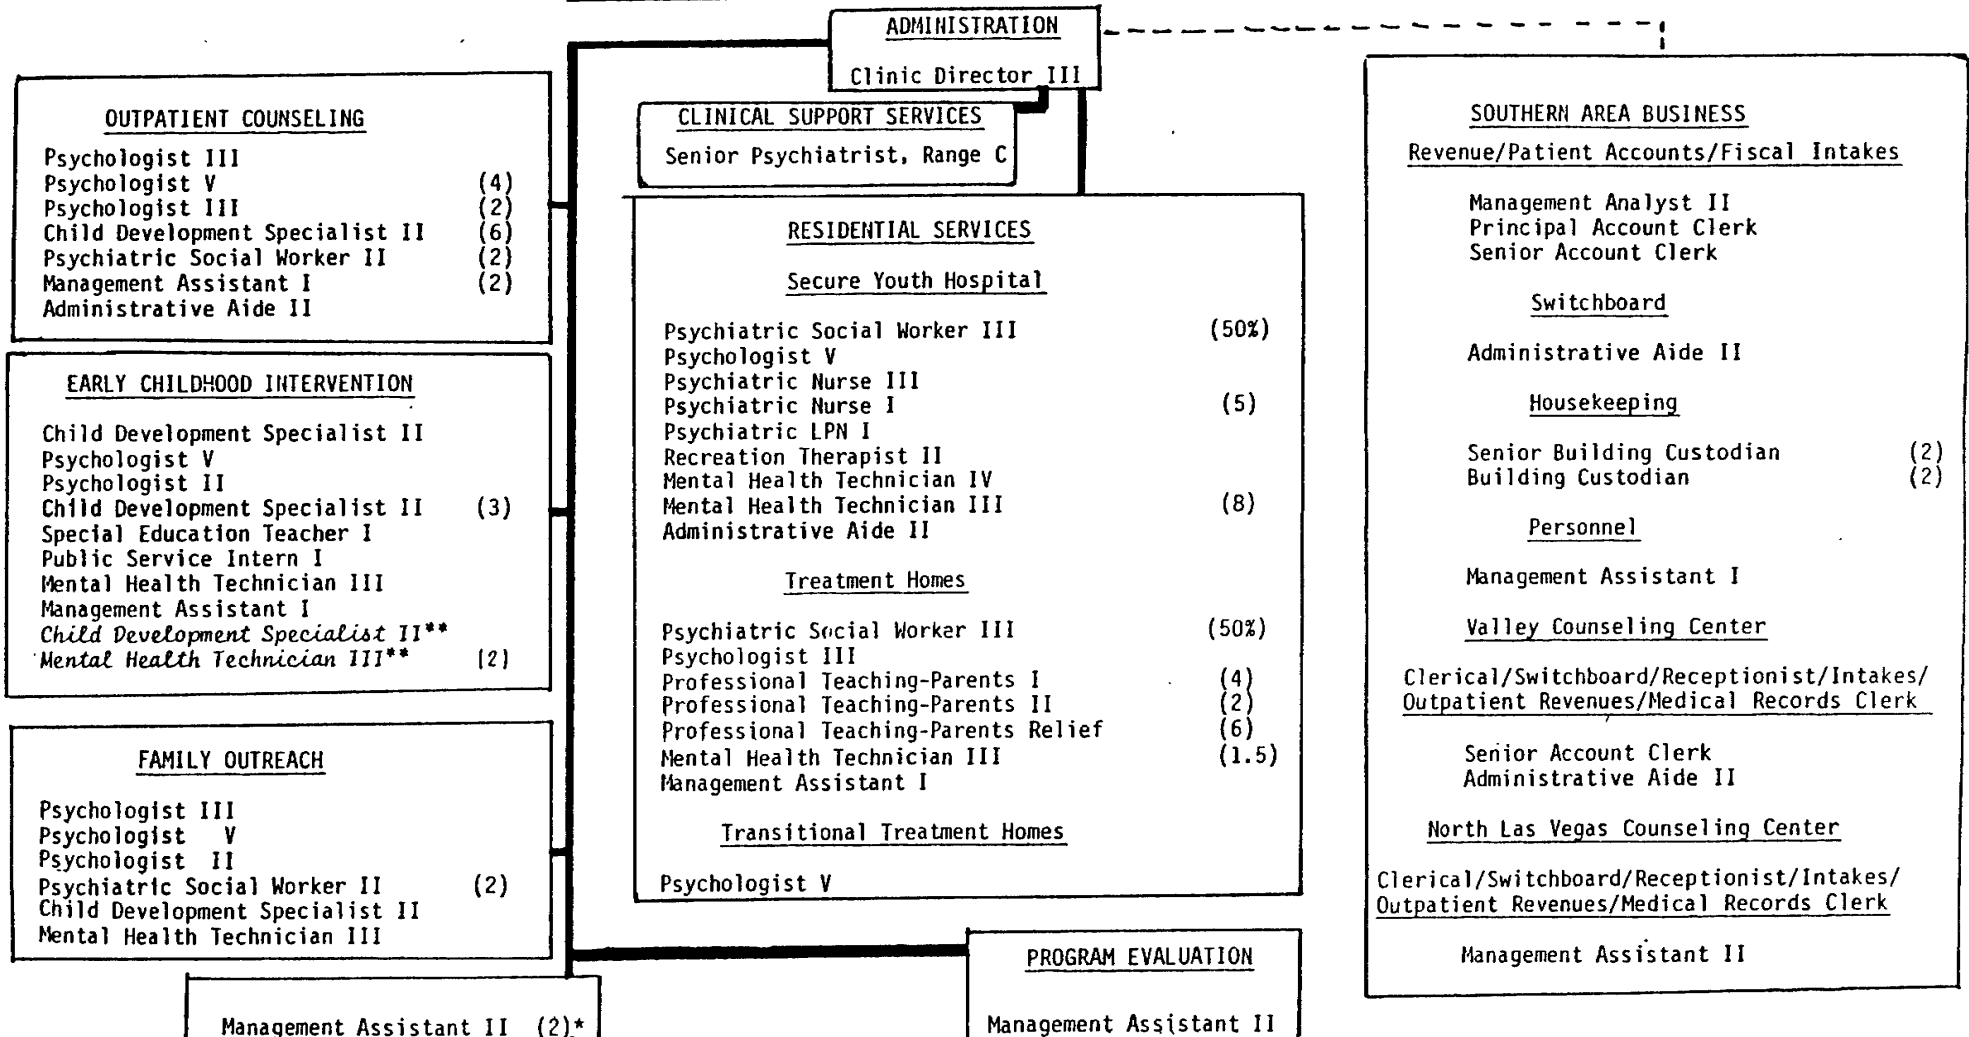 ADMINISTRATION
Clinic Director III
OUTPATIENT COUNSELING
Psychologist III
Psychologist V (4)
Psychologist III (2)
Child Development Specialist II (6)
Psychiatric Social Worker II (2)
Management Assistant I (2)
Administrative Aide II
EARLY CHILDHOOD INTERVENTION
Child Development Specialist II
Psychologist V
Psychologist II
Child Development Specialist II (3)
Special Education Teacher I
Public Service Intern I
Mental Health Technician III
Management Assistant I
Child Development Specialist II**
Mental Health Technician III** (2)
FAMILY OUTREACH
Psychologist III
Psychologist V
Psychologist II
Psychiatric Social Worker II (2)
Child Development Specialist II
Mental Health Technician III
Management Assistant II (2)*
CLINICAL SUPPORT SERVICES
Senior Psychiatrist, Range C
RESIDENTIAL SERVICES
Secure Youth Hospital
Psychiatric Social Worker III (50%)
Psychologist V
Psychiatric Nurse III
Psychiatric Nurse I (5)
Psychiatric LPN I
Recreation Therapist II
Mental Health Technician IV
Mental Health Technician III (8)
Administrative Aide II
Treatment Homes
Psychiatric Social Worker III (50%)
Psychologist III
Professional Teaching-Parents I (4)
Professional Teaching-Parents II (2)
Professional Teaching-Parents Relief (6)
Mental Health Technician III (1.5)
Management Assistant I
Transitional Treatment Homes
Psychologist V
PROGRAM EVALUATION
Management Assistant II
SOUTHERN AREA BUSINESS
Revenue/Patient Accounts/Fiscal Intakes
Management Analyst II
Principal Account Clerk
Senior Account Clerk
Switchboard
Administrative Aide II
Housekeeping
Senior Building Custodian (2)
Building Custodian (2)
Personnel
Management Assistant I
Valley Counseling Center
Clerical/Switchboard/Receptionist/Intakes/
Outpatient Revenues/Medical Records Clerk
Senior Account Clerk
Administrative Aide II
North Las Vegas Counseling Center
Clerical/Switchboard/Receptionist/Intakes/
Outpatient Revenues/Medical Records Clerk
Management Assistant II